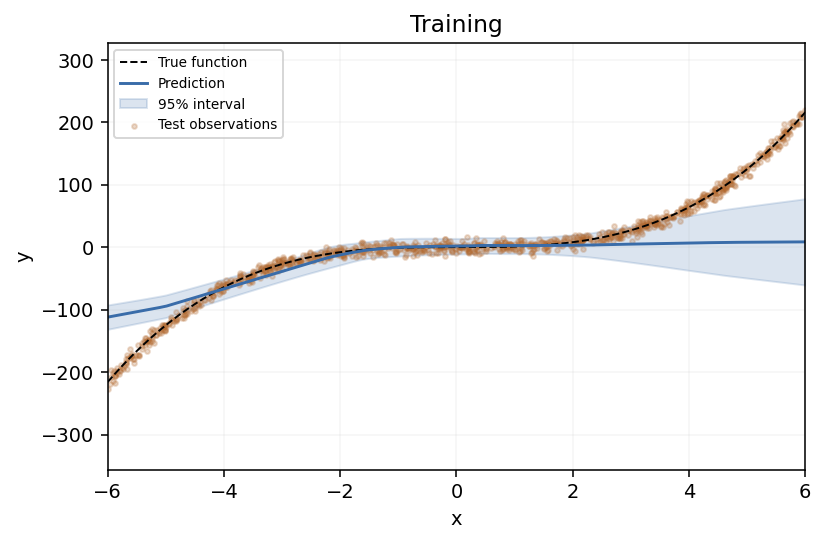 Training
True function
Prediction
95% interval
Test observations
300
200
100
0
−100
−200
−300
y
−6
−4
−2
0
2
4
6
x